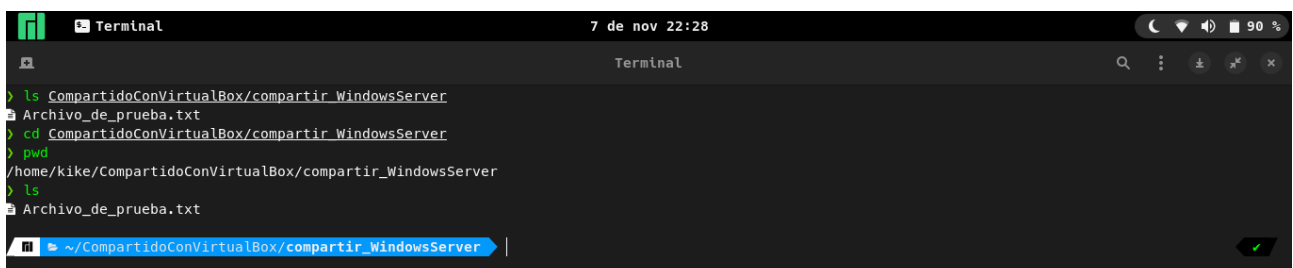 Terminal 7 de nov 22:28 90 %
Terminal
❯ ls CompartidoConVirtualBox/compartir_WindowsServer
Archivo_de_prueba.txt
❯ cd CompartidoConVirtualBox/compartir_WindowsServer
❯ pwd
/home/kike/CompartidoConVirtualBox/compartir_WindowsServer
❯ ls
Archivo_de_prueba.txt
~/CompartidoConVirtualBox/compartir_WindowsServer